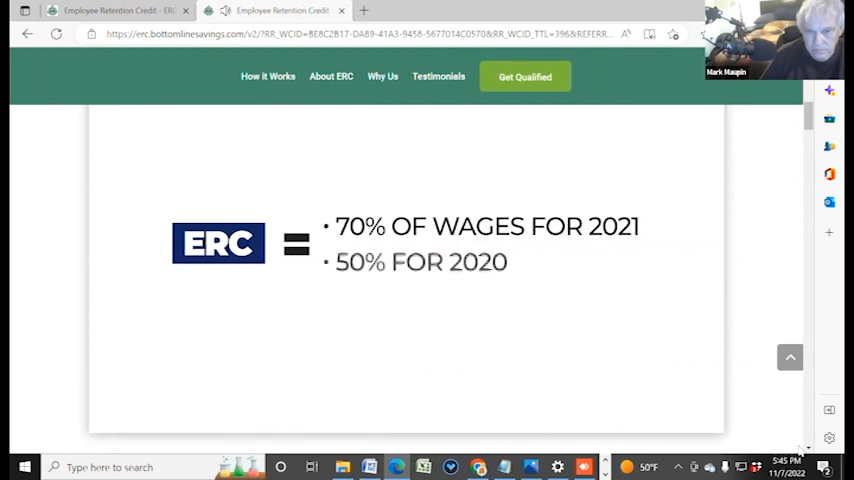 Employee Retention Credit - ERC
Employee Retention Credit
https://erc.bottomlinesavings.com/v2/?RR_WCID=BE8C2B17-DA89-41A3-9458-5677014C0570&RR_WCID_TTL=396&REFERR...
Mark Maupin
How it Works
About ERC
Why Us
Testimonials
Get Qualified
ERC =
• 70% OF WAGES FOR 2021
• 50% FOR 2020
Type here to search
50°F
5:45 PM
11/7/2022
2